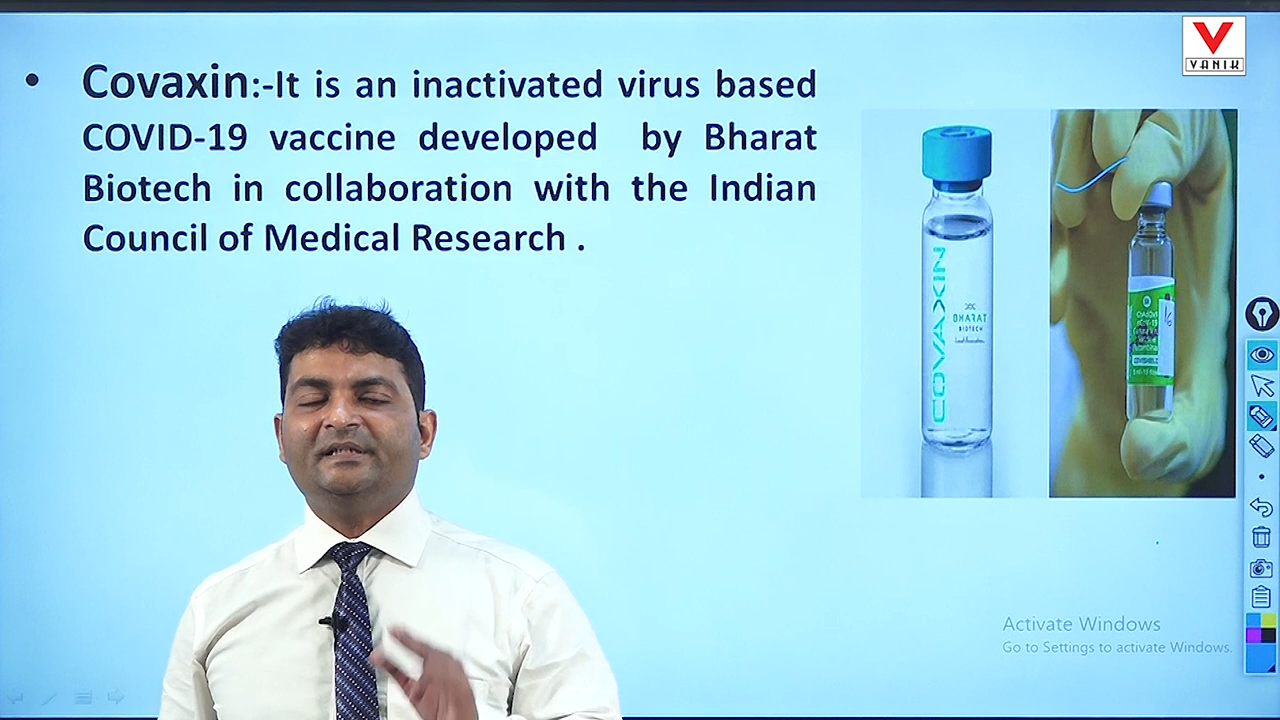 VANIK
• Covaxin:-It is an inactivated virus based
COVID-19 vaccine developed by Bharat
Biotech in collaboration with the Indian
Council of Medical Research .
COVAXIN
BHARAT
BIOTECH
COVISHIELD
Activate Windows
Go to Settings to activate Windows.